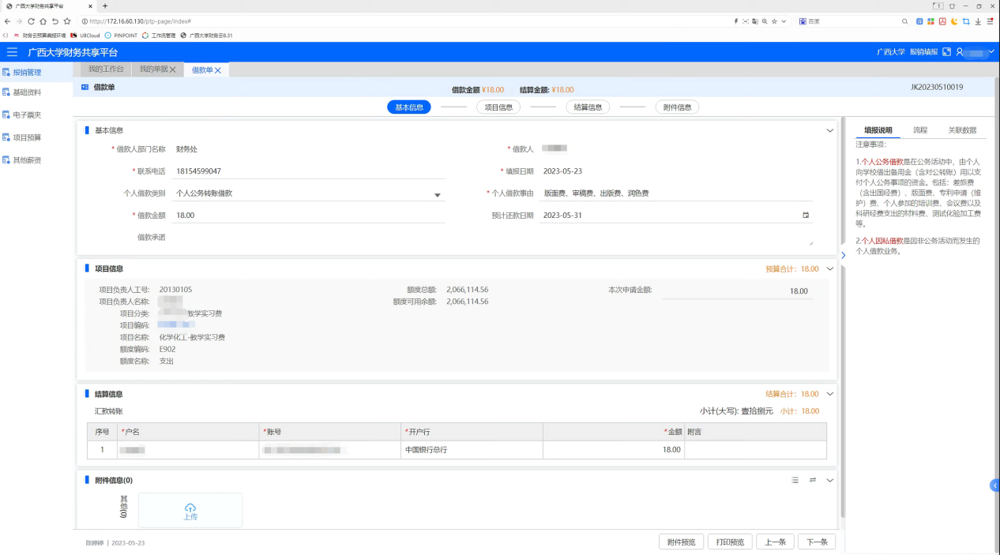 广西大学财务共享平台
http://172.16.60.130/ptp-page/index#
百度
财务云预算编报环境 U8Cloud PINPOINT 工作流管理 广西大学财务云8.31
广西大学财务共享平台
广西大学 报销填报
报销管理
基础资料
电子票夹
项目预算
其他薪资
我的工作台 我的单据 借款单
借款单
借款金额 ¥18.00 结算金额: ¥18.00
JK20230510019
基本信息 项目信息 结算信息 附件信息
基本信息
* 借款人部门名称 财务处
* 借款人
* 联系电话 18154599047
* 填报日期 2023-05-23
个人借款类别 个人公务转账借款
* 个人借款事由 版面费、审稿费、出版费、润色费
* 借款金额 18.00
预计还款日期 2023-05-31
借款承诺
项目信息
预算合计: 18.00
项目负责人工号: 20130105
额度总额: 2,066,114.56
本次申请金额: 18.00
项目负责人名称:
额度可用余额: 2,066,114.56
项目分类: 教学实习费
项目编码:
项目名称: 化学化工-教学实习费
额度编码: E902
额度名称: 支出
结算信息
结算合计: 18.00
汇款转账
小计(大写): 壹拾捌元 小计: 18.00
序号 *户名 *账号 *开户行 *金额 附言
1 中国银行总行 18.00
附件信息(0)
其他(0)
上传
陈婷婷 | 2023-05-23
附件预览 打印预览 上一条 下一条
填报说明 流程 关联数据
注意事项:
1.个人公务借款是在公务活动中，由个人
向学校借出备用金（含对公转账）用以支
付个人公务事项的资金。包括：差旅费
（含出国经费）、版面费、专利申请（维
护）费、个人参加的培训费、会议费以及
科研经费支出的材料费、测试化验加工费
等。
2.个人因私借款是因非公务活动而发生的
个人借款业务。